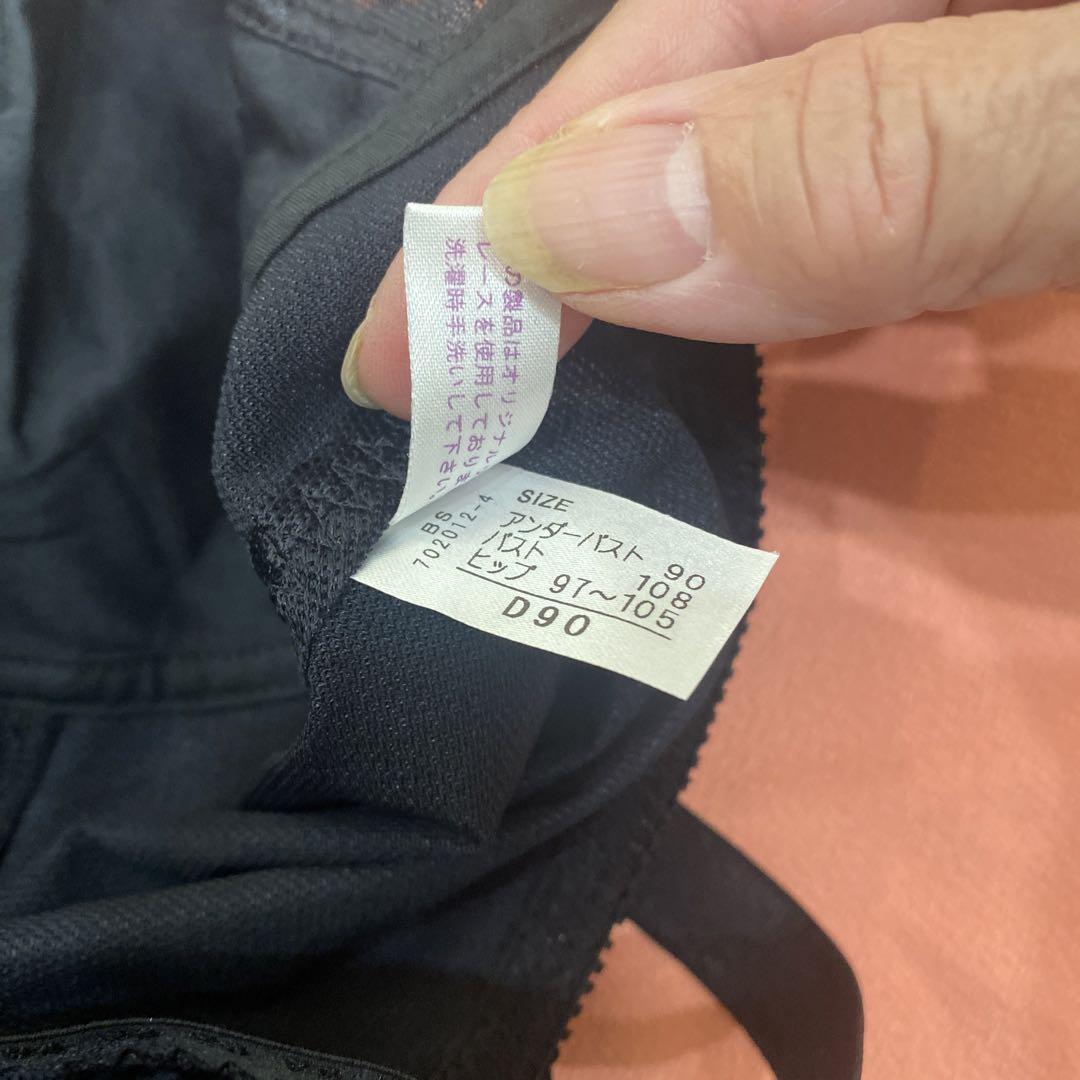 の製品はオリジナル
レースを使用しており
洗濯時手洗いして下さい。
BS
702012-4
SIZE
アンダーバスト 90
バスト 108
ヒップ 97～105
D90